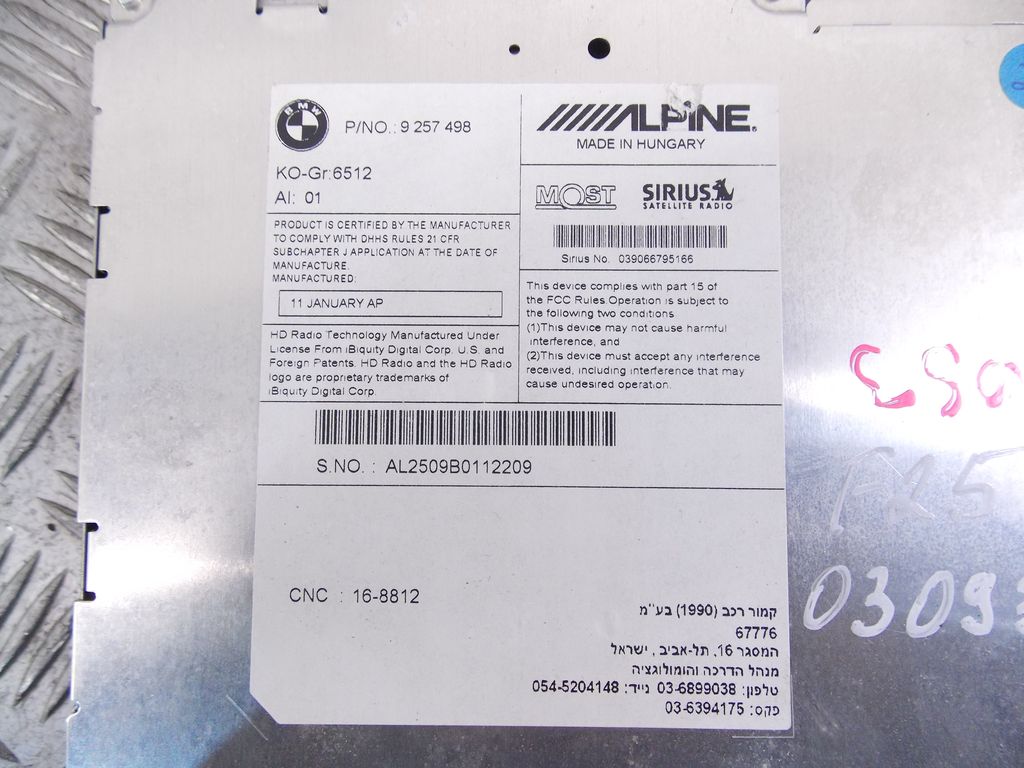 BMW
P/NO.: 9 257 498
KO-Gr:6512
AI: 01
PRODUCT IS CERTIFIED BY THE MANUFACTURER
TO COMPLY WITH DHHS RULES 21 CFR
SUBCHAPTER J APPLICATION AT THE DATE OF
MANUFACTURE.
MANUFACTURED:
11 JANUARY AP
HD Radio Technology Manufactured Under
License From iBiquity Digital Corp. U.S. and
Foreign Patents. HD Radio and the HD Radio
logo are proprietary trademarks of
iBiquity Digital Corp.
ALPINE
MADE IN HUNGARY
MOST
SIRIUS
SATELLITE RADIO
Sirius No. 039066795166
This device complies with part 15 of
the FCC Rules Operation is subject to
the following two conditions
(1)This device may not cause harmful
interference, and
(2)This device must accept any interference
received, including interference that may
cause undesired operation.
S.NO. : AL2509B0112209
CNC : 16-8812
קמור רכב (1990) בע''מ
67776
המסגר 16, תל-אביב, ישראל
מנהל הדרכה והומולוגציה
טלפון: 03-6899038 נייד: 054-5204148
פקס: 03-6394175
F25
03093